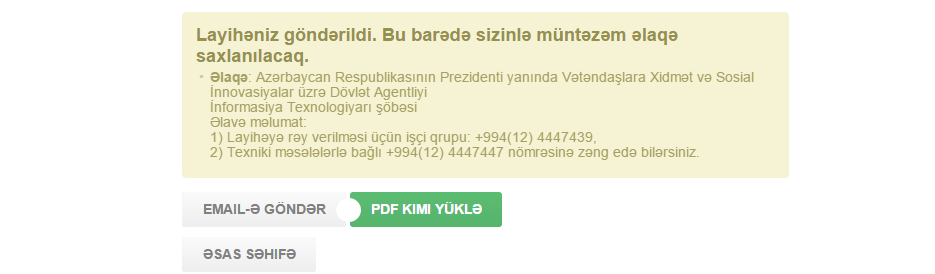 Layihəniz göndərildi. Bu barədə sizinlə müntəzəm əlaqə
saxlanılacaq.
Əlaqə: Azərbaycan Respublikasının Prezidenti yanında Vətəndaşlara Xidmət və Sosial
İnnovasiyalar üzrə Dövlət Agentliyi
İnformasiya Texnologiyarı şöbəsi
Əlavə məlumat:
1) Layihəyə rəy verilməsi üçün işçi qrupu: +994(12) 4447439,
2) Texniki məsələlərlə bağlı +994(12) 4447447 nömrəsinə zəng edə bilərsiniz.
EMAIL-Ə GÖNDƏR
PDF KIMI YÜKLƏ
ƏSAS SƏHIFƏ